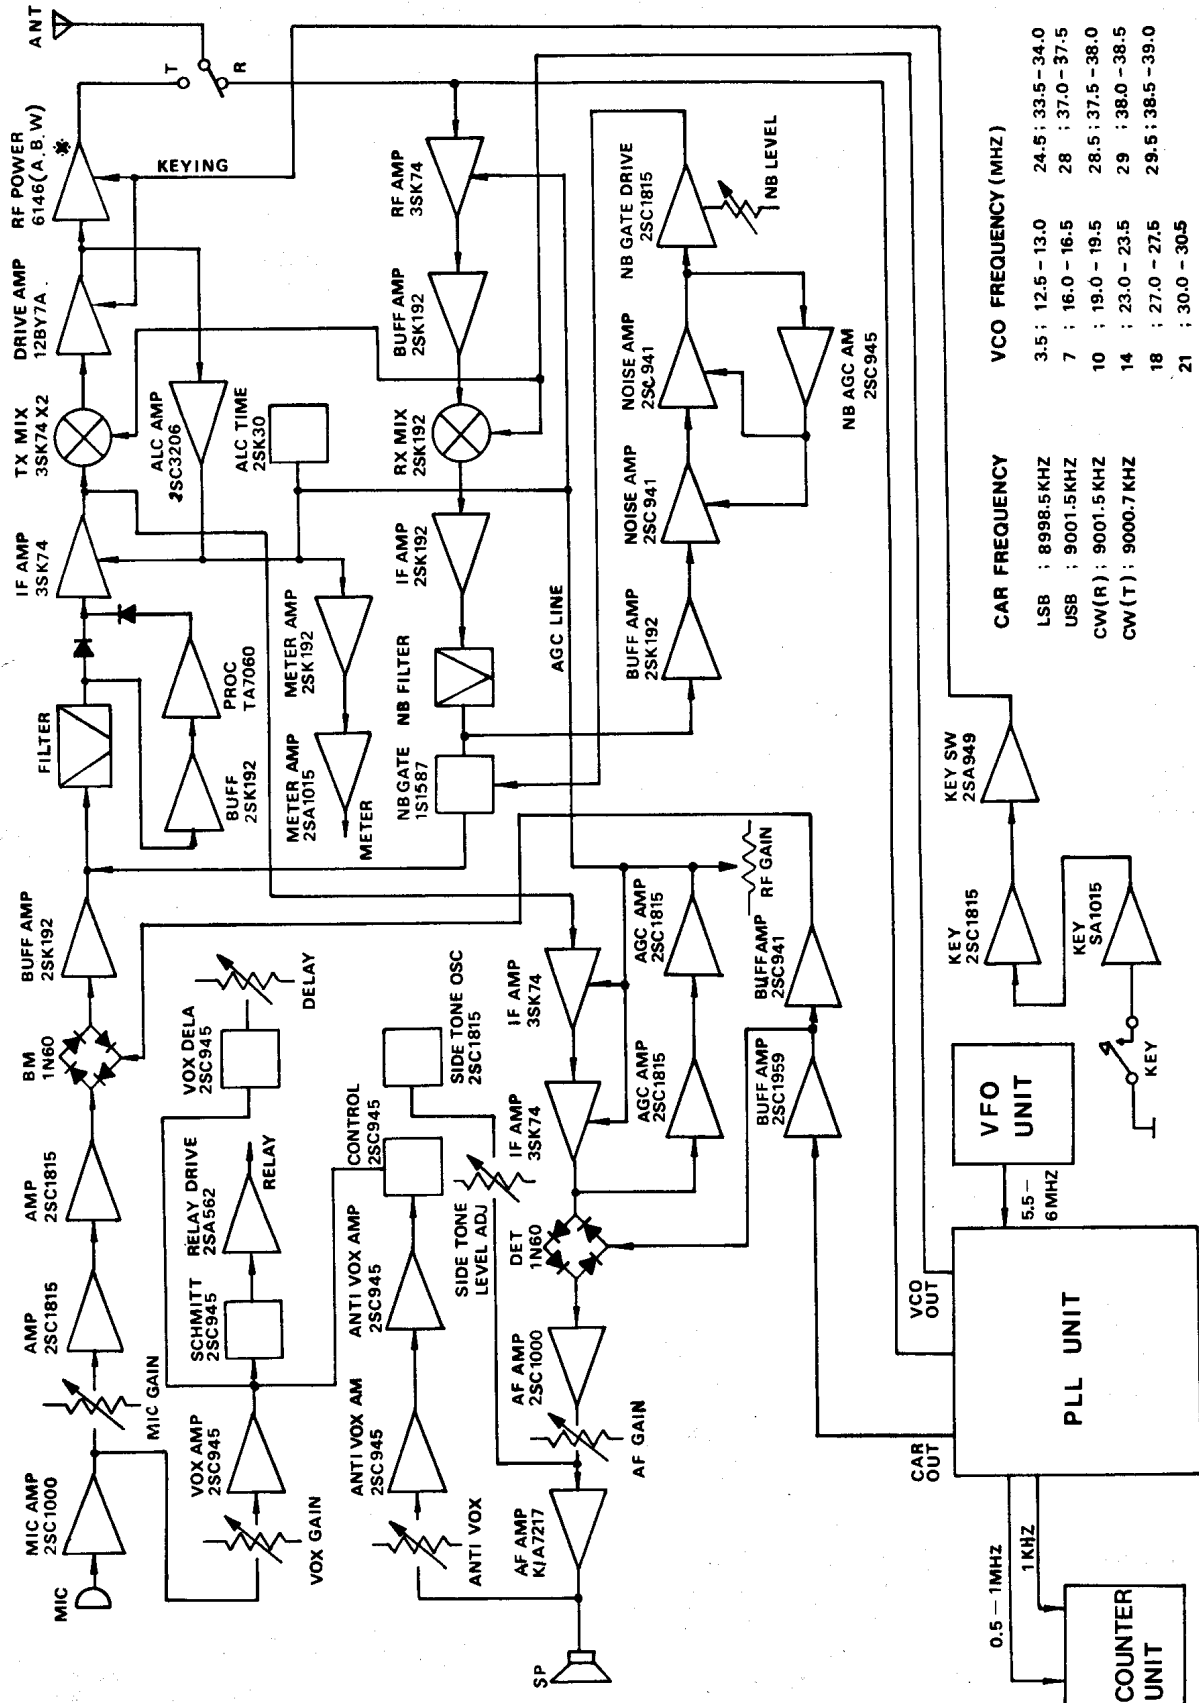 MIC
MIC AMP
2SC1000
MIC GAIN
AMP
2SC1815
AMP
2SC1815
BM
1N60
BUFF AMP
2SK192
FILTER
IF AMP
3SK74
TX MIX
3SK74 X2
DRIVE AMP
12BY7A
RF POWER
6146(A.B.W)
※
ANT
T
R
KEYING
BUFF
2SK192
PROC
TA7060
ALC AMP
2SC3206
ALC TIME
2SK30
METER AMP
2SK192
METER AMP
2SA1015
METER
VOX GAIN
VOX AMP
2SC945
SCHMITT
2SC945
RELAY DRIVE
2SA562
RELAY
VOX DELA
2SC945
DELAY
ANTI VOX
ANTI VOX AM
2SC945
ANTI VOX AMP
2SC945
CONTROL
2SC945
SIDE TONE OSC
2SC1815
SIDE TONE
LEVEL ADJ
NB GATE
1S1587
NB FILTER
IF AMP
2SK192
RX MIX
2SK192
BUFF AMP
2SK192
RF AMP
3SK74
AGC LINE
SP
AF AMP
KIA7217
AF GAIN
AF AMP
2SC1000
DET
1N60
IF AMP
3SK74
IF AMP
3SK74
AGC AMP
2SC1815
AGC AMP
2SC1815
RF GAIN
BUFF AMP
2SK192
NOISE AMP
2SC941
NOISE AMP
2SC941
NB GATE DRIVE
2SC1815
NB LEVEL
NB AGC AM
2SC945
BUFF AMP
2SC1959
BUFF AMP
2SC941
CAR
OUT
VCO
OUT
PLL UNIT
5.5 –
6MHZ
VFO
UNIT
KEY
KEY
SA1015
KEY
2SC1815
KEY SW
2SA949
0.5 – 1MHZ
1KHZ
COUNTER
UNIT
CAR FREQUENCY
LSB ; 8998.5KHZ
USB ; 9001.5KHZ
CW(R) ; 9001.5KHZ
CW(T) ; 9000.7KHZ
VCO FREQUENCY(MHZ)
3.5 ; 12.5 – 13.0 24.5 ; 33.5 – 34.0
7 ; 16.0 – 16.5 28 ; 37.0 – 37.5
10 ; 19.0 – 19.5 28.5 ; 37.5 – 38.0
14 ; 23.0 – 23.5 29 ; 38.0 – 38.5
18 ; 27.0 – 27.5 29.5 ; 38.5 – 39.0
21 ; 30.0 – 30.5